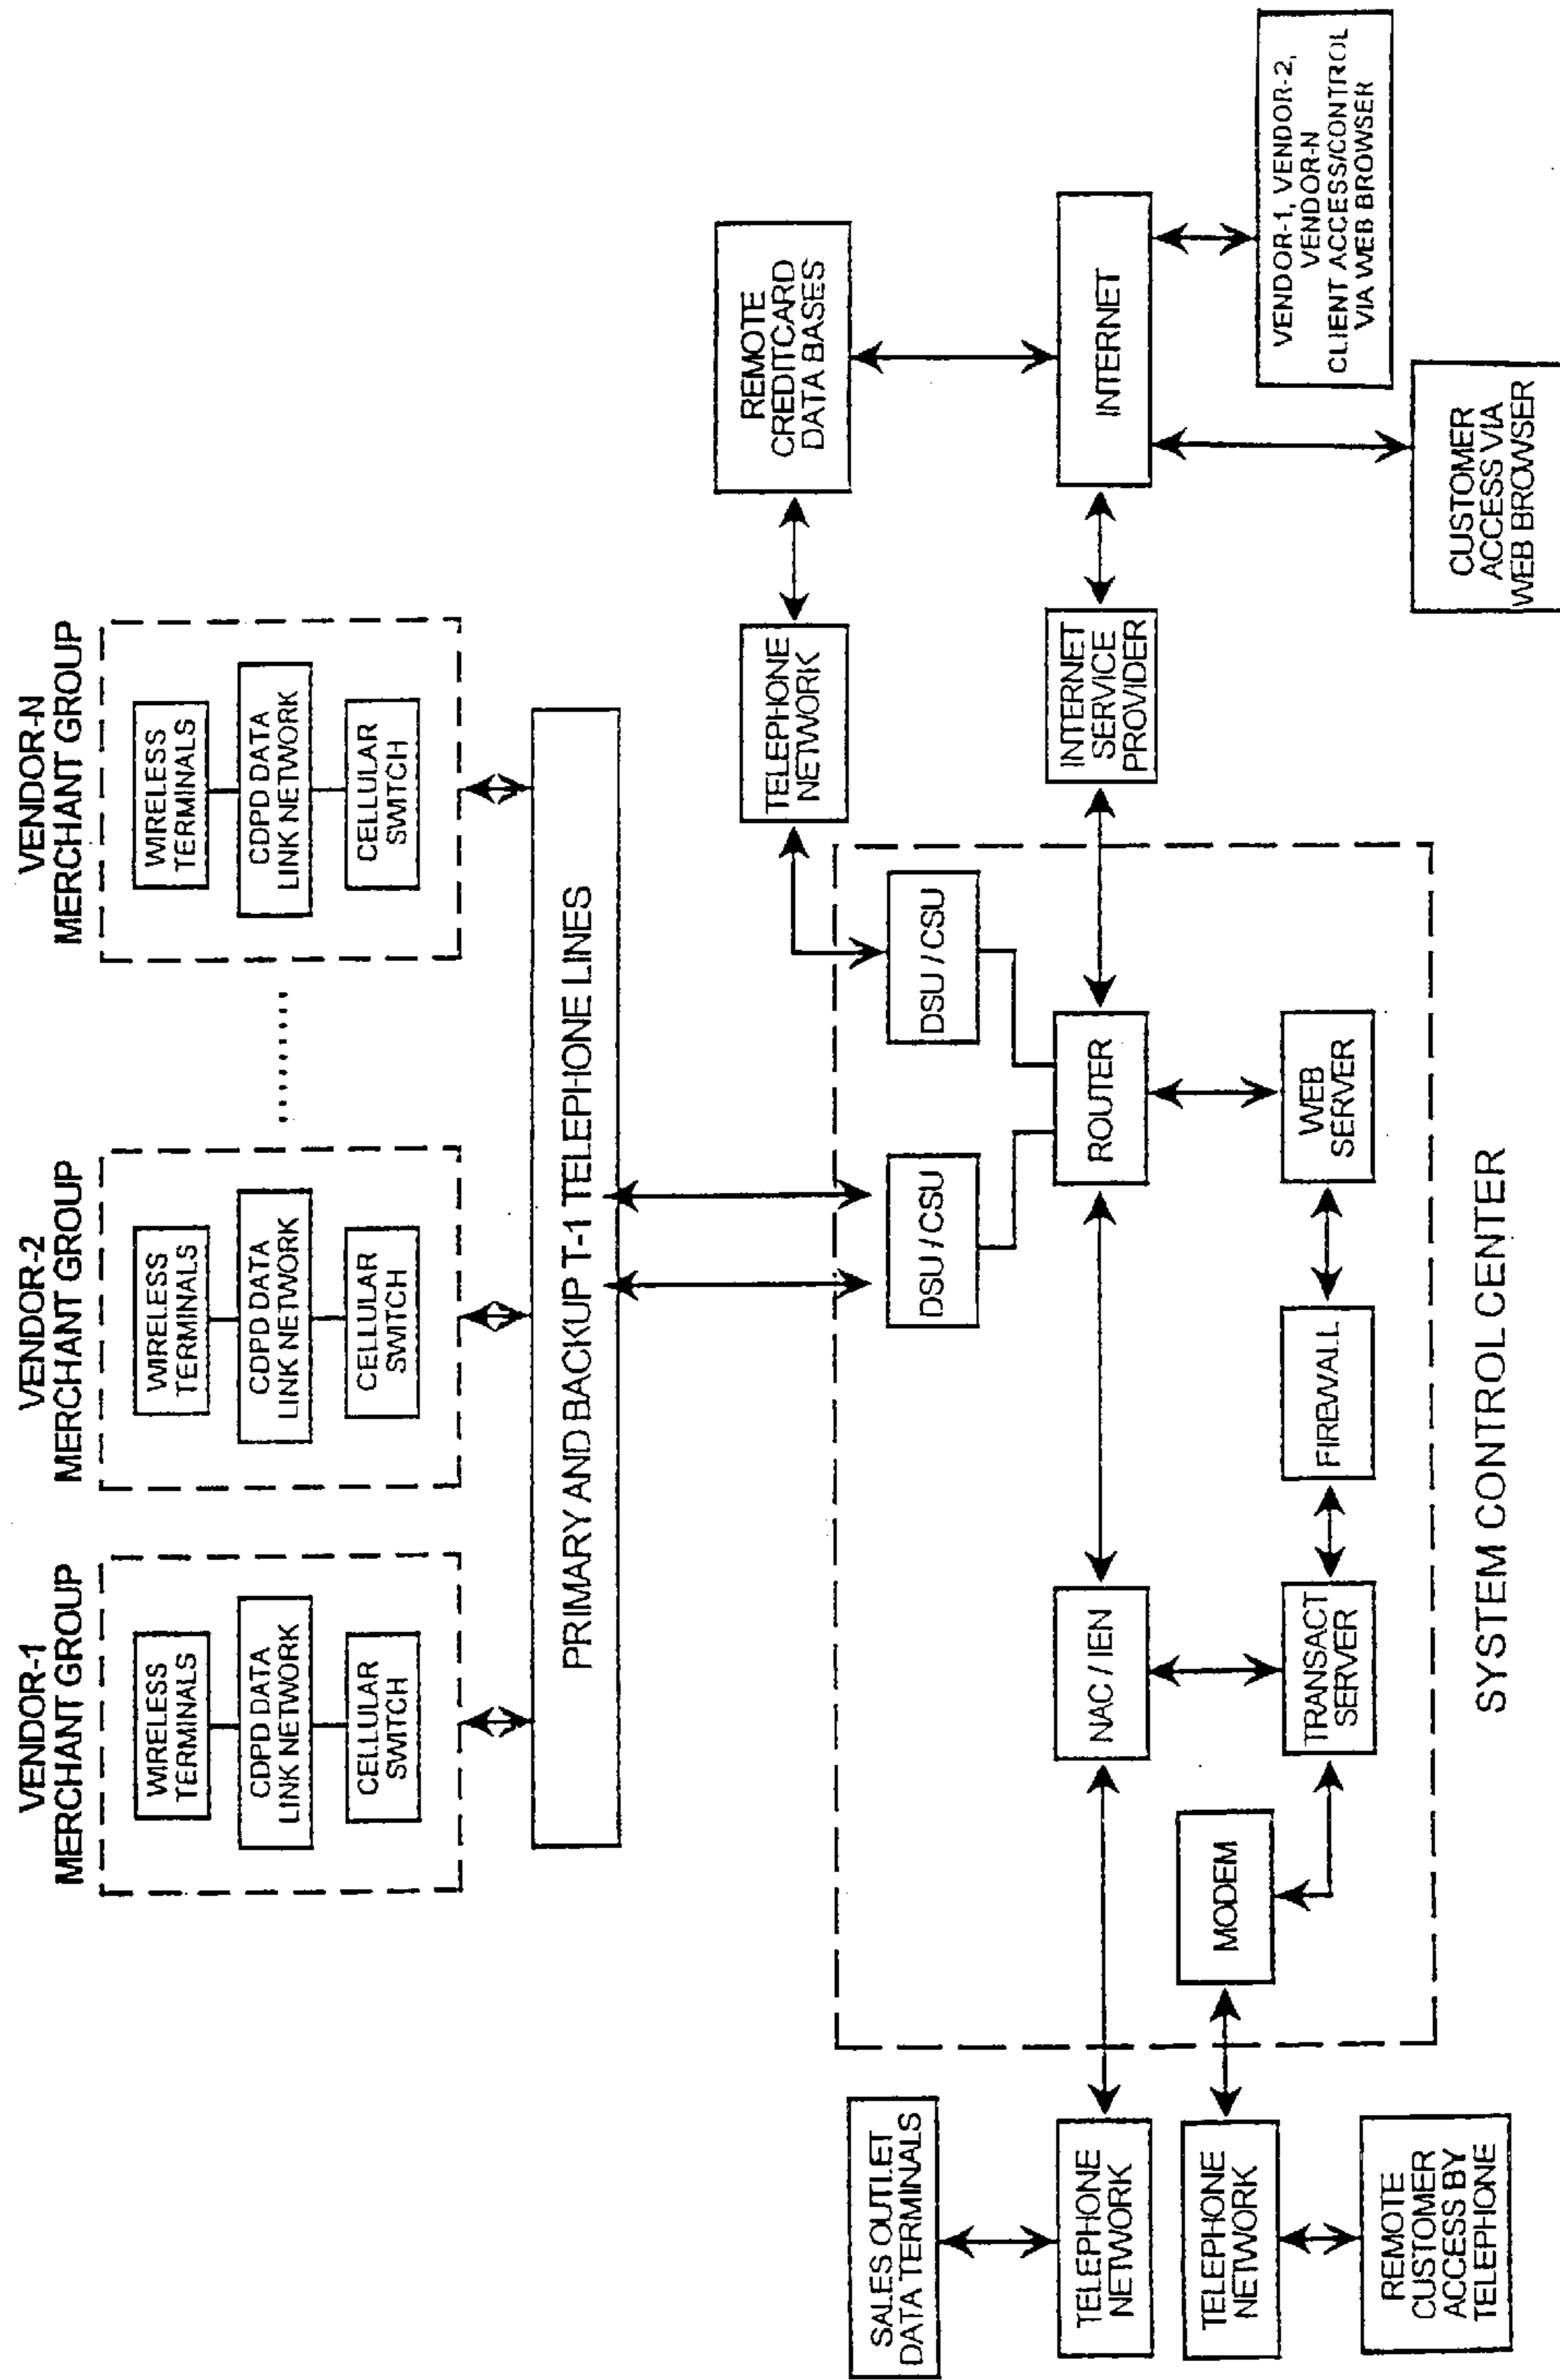 VENDOR-1
MERCHANT GROUP
WIRELESS
TERMINALS
CDPD DATA
LINK NETWORK
CELLULAR
SWITCH
VENDOR-2
MERCHANT GROUP
WIRELESS
TERMINALS
CDPD DATA
LINK NETWORK
CELLULAR
SWITCH
........
VENDOR-N
MERCHANT GROUP
WIRELESS
TERMINALS
CDPD DATA
LINK NETWORK
CELLULAR
SWITCH
PRIMARY AND BACKUP T-1 TELEPHONE LINES
SALES OUTLET
DATA TERMINALS
TELEPHONE
NETWORK
TELEPHONE
NETWORK
REMOTE
CUSTOMER
ACCESS BY
TELEPHONE
DSU / CSU
DSU / CSU
NAC / IEN
ROUTER
MODEM
TRANSACT
SERVER
FIREWALL
WEB
SERVER
SYSTEM CONTROL CENTER
TELEPHONE
NETWORK
REMOTE
CREDITCARD
DATA BASES
INTERNET
SERVICE
PROVIDER
INTERNET
VENDOR-1, VENDOR-2,
VENDOR-N
CLIENT ACCESS/CONTROL
VIA WEB BROWSER
CUSTOMER
ACCESS VIA
WEB BROWSER